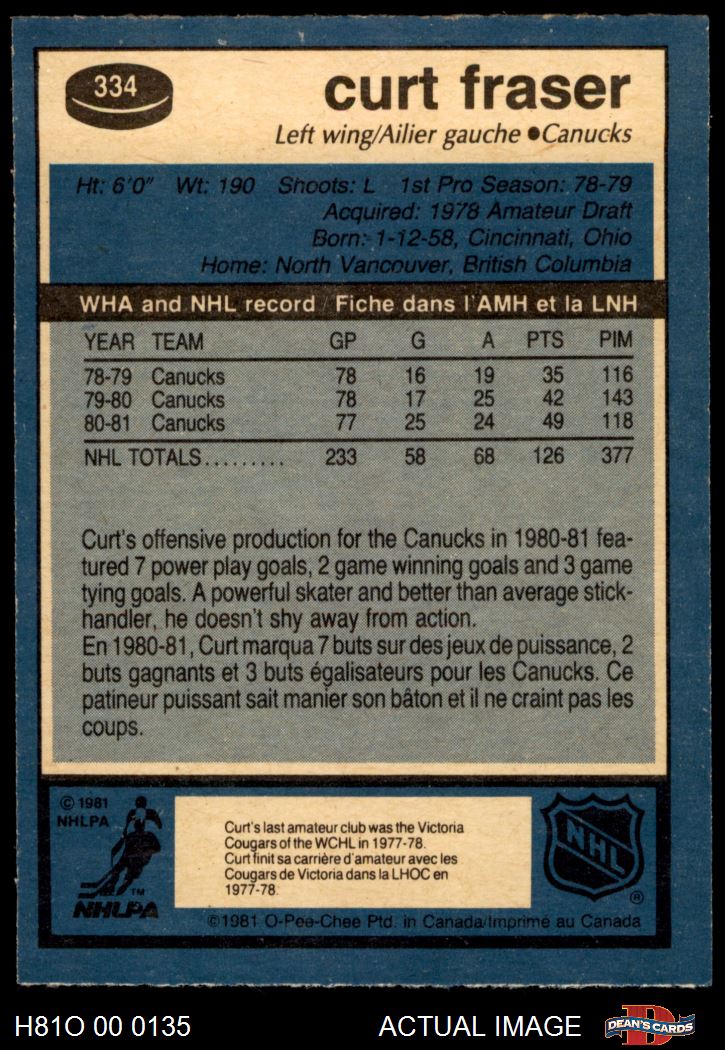 334
curt fraser
Left wing/Ailier gauche ●Canucks
Ht: 6'0" Wt: 190 Shoots: L 1st Pro Season: 78-79
Acquired: 1978 Amateur Draft
Born: 1-12-58, Cincinnati, Ohio
Home: North Vancouver, British Columbia
WHA and NHL record / Fiche dans l'AMH et la LNH
YEAR TEAM GP G A PTS PIM
78-79 Canucks 78 16 19 35 116
79-80 Canucks 78 17 25 42 143
80-81 Canucks 77 25 24 49 118
NHL TOTALS......... 233 58 68 126 377
Curt's offensive production for the Canucks in 1980-81 fea-
tured 7 power play goals, 2 game winning goals and 3 game
tying goals. A powerful skater and better than average stick-
handler, he doesn't shy away from action.
En 1980-81, Curt marqua 7 buts sur des jeux de puissance, 2
buts gagnants et 3 buts égalisateurs pour les Canucks. Ce
patineur puissant sait manier son bâton et il ne craint pas les
coups.
© 1981
NHLPA
TM
NHLPA
Curt's last amateur club was the Victoria
Cougars of the WCHL in 1977-78.
Curt finit sa carrière d'amateur avec les
Cougars de Victoria dans la LHOC en
1977-78.
NHL
®
©1981 O-Pee-Chee Ptd. in Canada/Imprimé au Canada
H81O 00 0135
ACTUAL IMAGE
D
DEAN'S CARDS